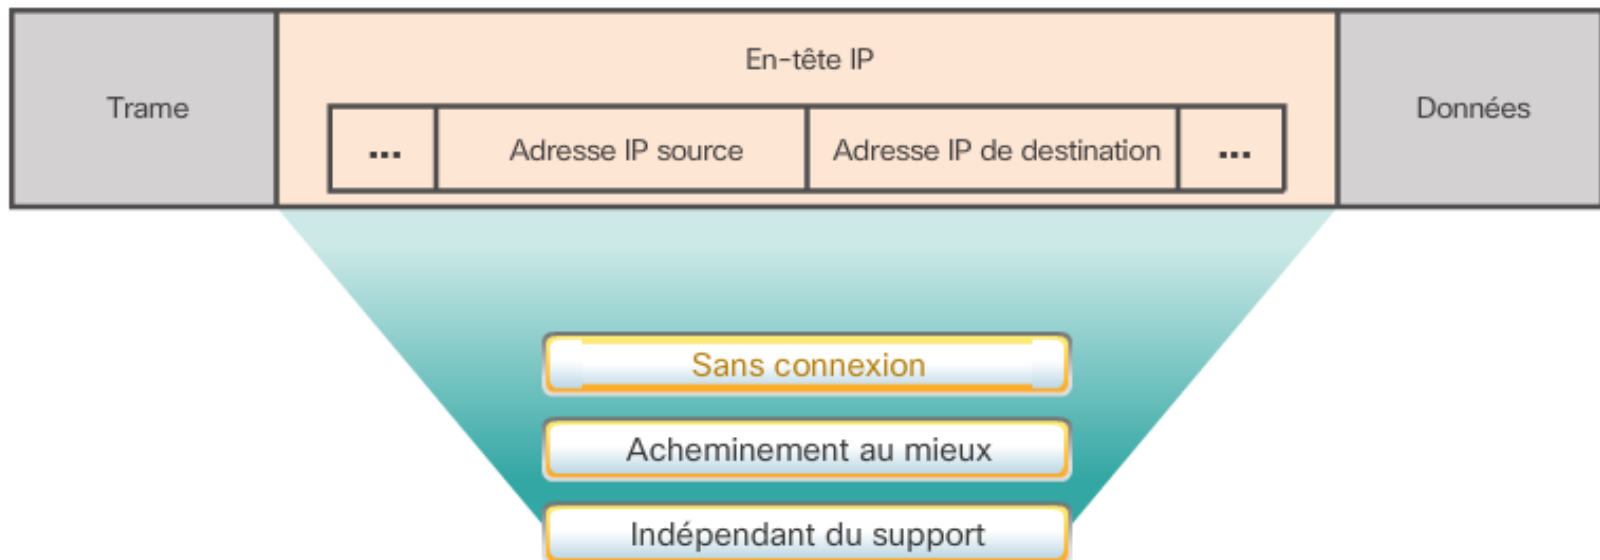 En-tête IP
Trame
Données
... Adresse IP source Adresse IP de destination ...
Sans connexion
Acheminement au mieux
Indépendant du support